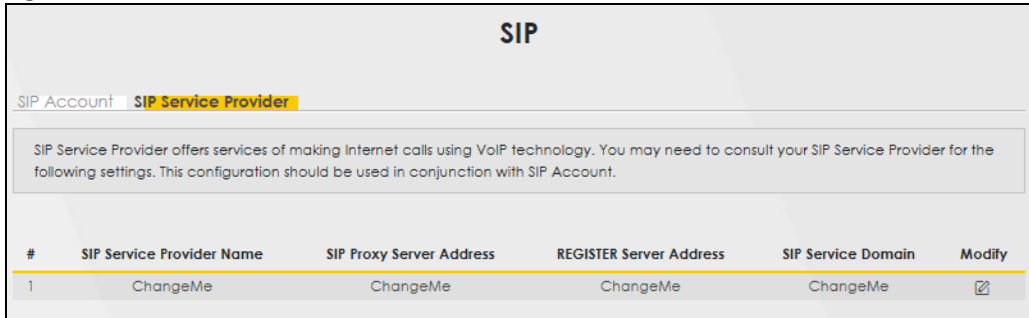 SIP
SIP Account SIP Service Provider
SIP Service Provider offers services of making Internet calls using VoIP technology. You may need to consult your SIP Service Provider for the
following settings. This configuration should be used in conjunction with SIP Account.
# SIP Service Provider Name SIP Proxy Server Address REGISTER Server Address SIP Service Domain Modify
1 ChangeMe ChangeMe ChangeMe ChangeMe